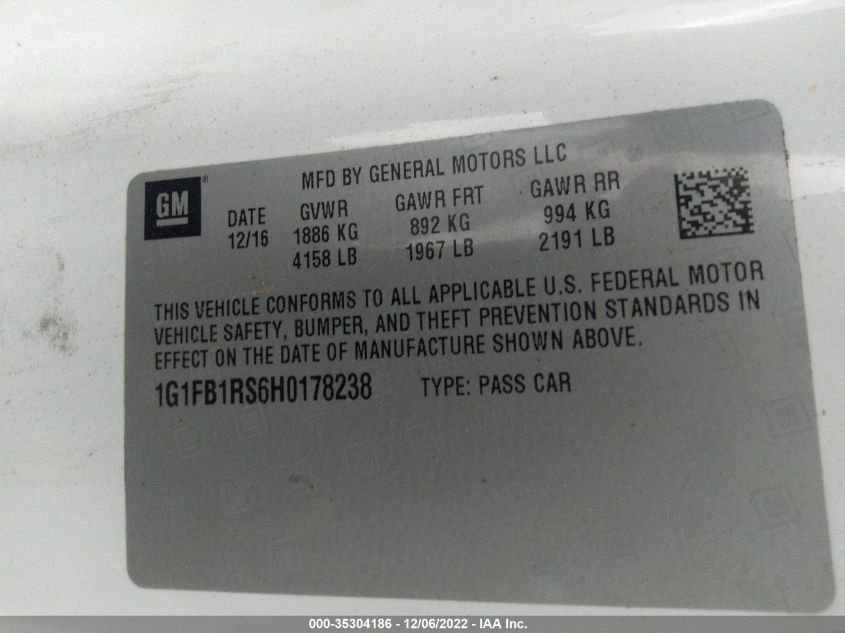 MFD BY GENERAL MOTORS LLC
GM ®
DATE GVWR GAWR FRT GAWR RR
12/16 1886 KG 892 KG 994 KG
4158 LB 1967 LB 2191 LB
THIS VEHICLE CONFORMS TO ALL APPLICABLE U.S. FEDERAL MOTOR
VEHICLE SAFETY, BUMPER, AND THEFT PREVENTION STANDARDS IN
EFFECT ON THE DATE OF MANUFACTURE SHOWN ABOVE.
1G1FB1RS6H0178238 TYPE: PASS CAR
000-35304186 - 12/06/2022 - IAA Inc.